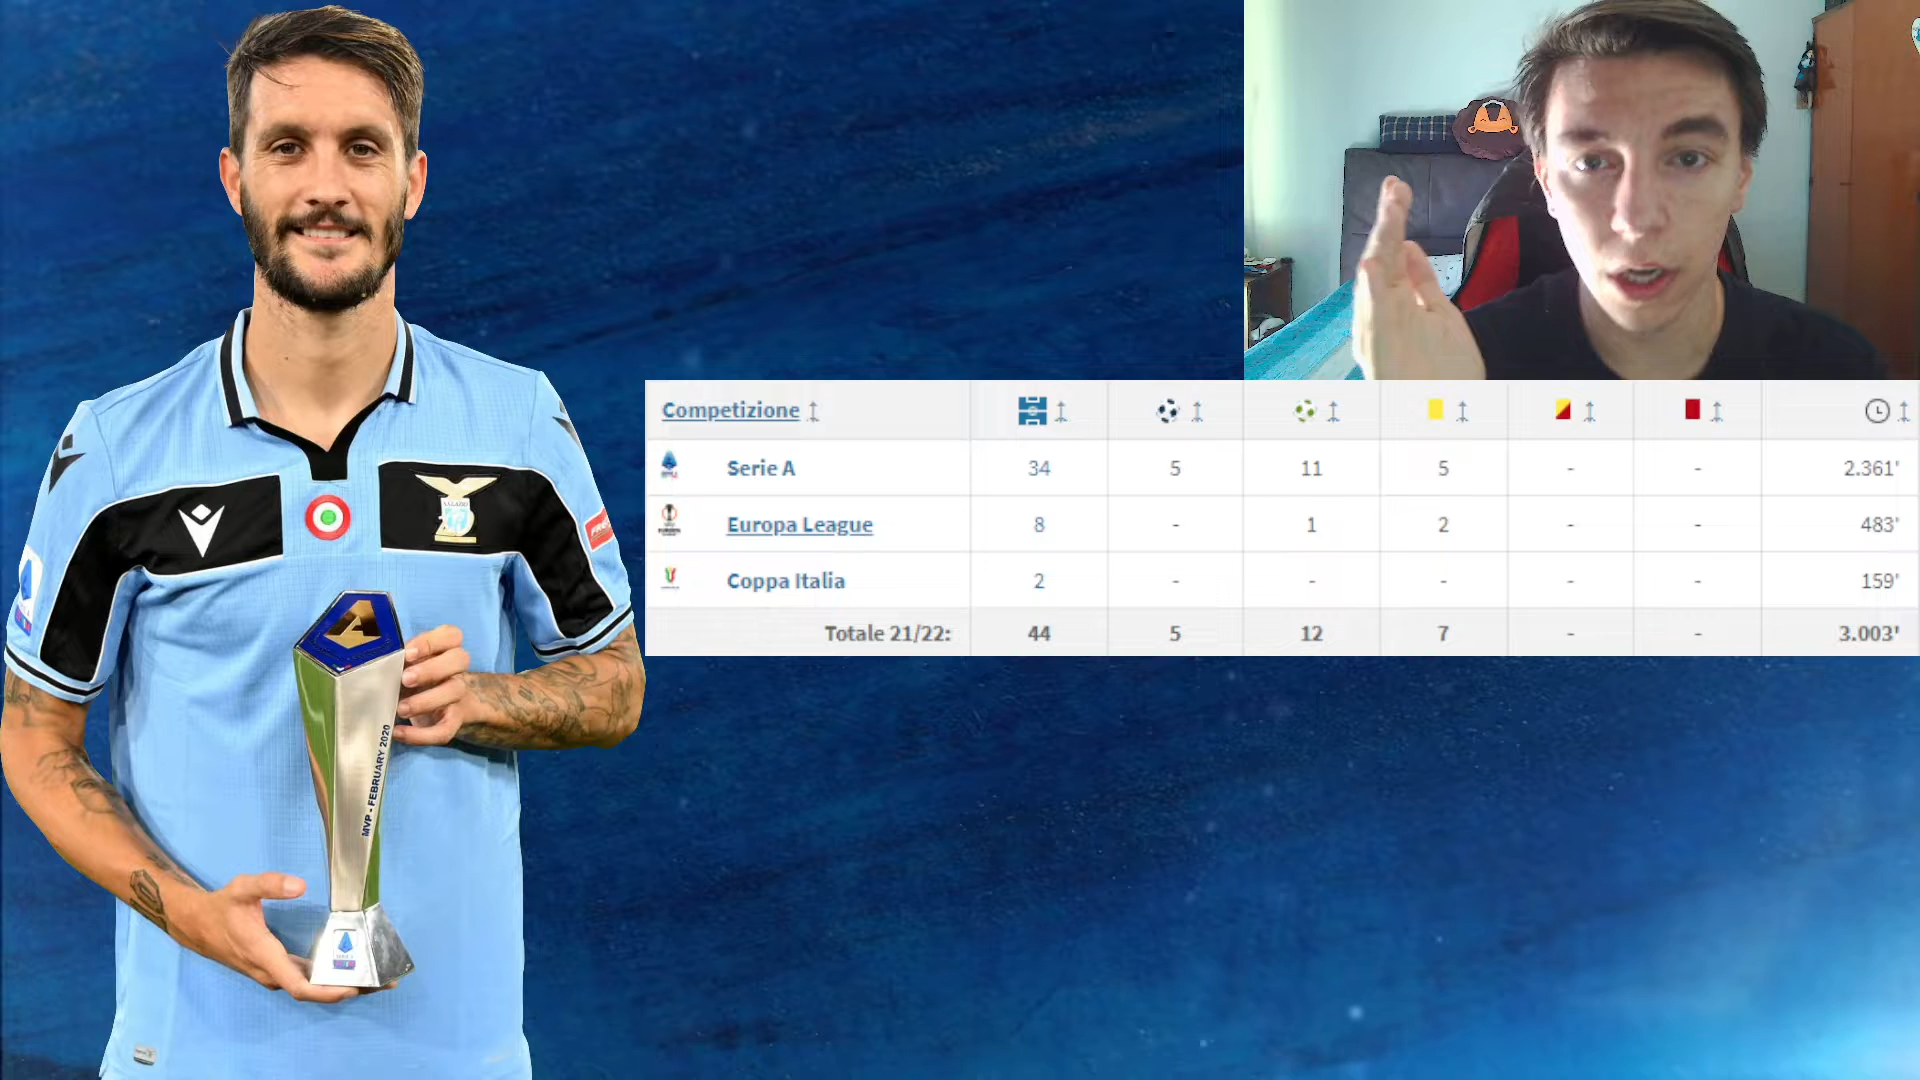 Competizione
Serie A 34 5 11 5 - - 2.361'
Europa League 8 - 1 2 - - 483'
Coppa Italia 2 - - - - - 159'
Totale 21/22: 44 5 12 7 - - 3.003'
MVP - FEBRUARY 2020